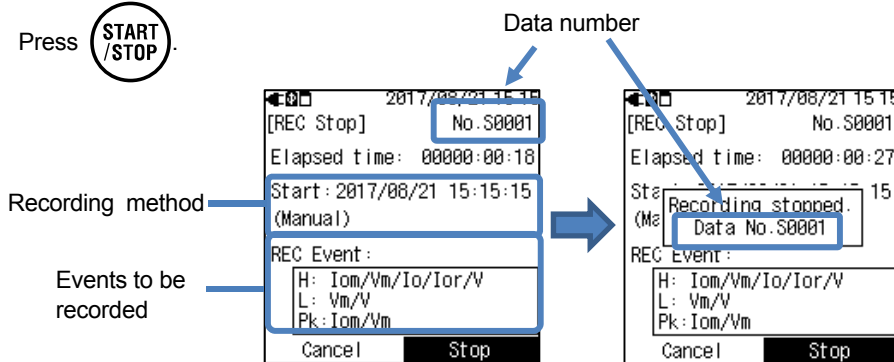 Press START /STOP.
Data number
2017/08/21 15:15
[REC Stop] No.S0001
Elapsed time: 00000:00:18
Start:2017/08/21 15:15:15
(Manual)
REC Event:
H: Iom/Vm/Io/Ior/V
L: Vm/V
Pk:Iom/Vm
Cancel Stop
Recording method
Events to be
recorded
2017/08/21 15:15
[REC Stop] No.S0001
Elapsed time: 00000:00:27
Recording stopped.
Data No.S0001
REC Event:
H: Iom/Vm/Io/Ior/V
L: Vm/V
Pk:Iom/Vm
Cancel Stop